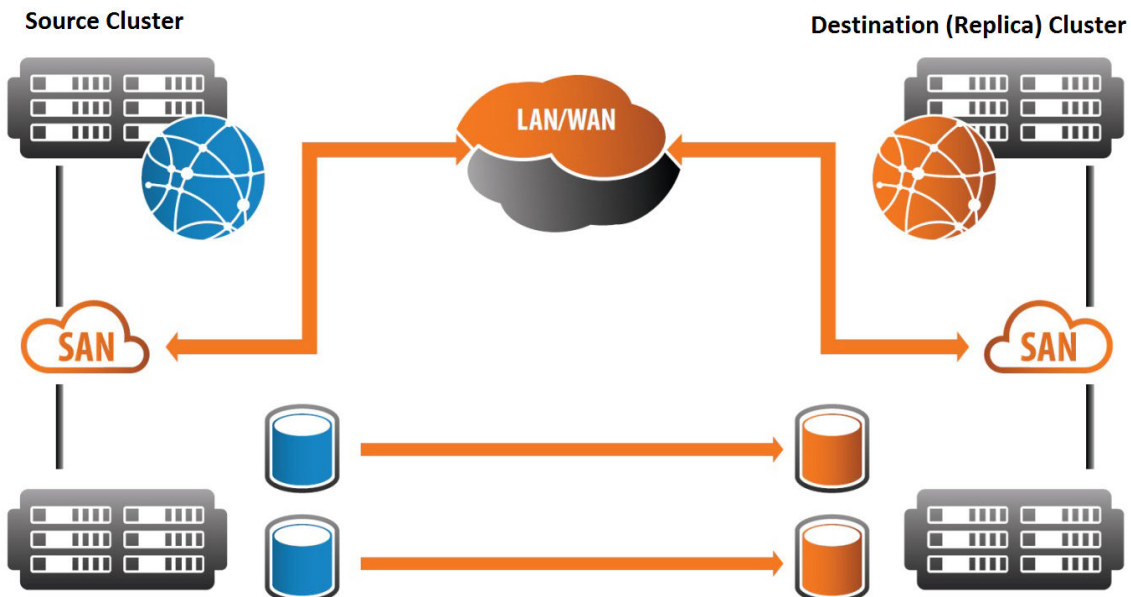 Source Cluster
Destination (Replica) Cluster
LAN/WAN
SAN
SAN